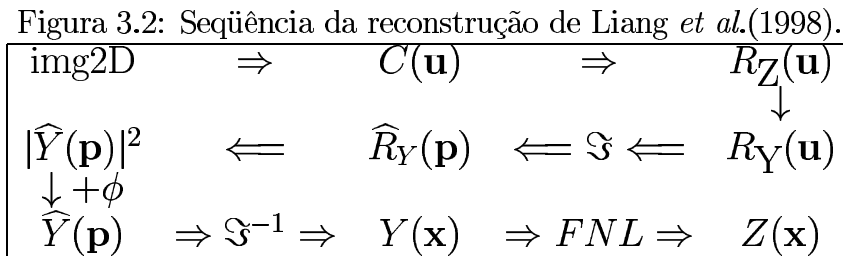 Figura 3.2: Seqüência da reconstrução de Liang et al.(1998).
img2D ⇒ C(u) ⇒ R_Z(u)
↓
|Ŷ(p)|² ⟸ R̂_Y(p) ⟸ ℑ ⟸ R_Y(u)
↓ +ϕ
Ŷ(p) ⇒ ℑ⁻¹ ⇒ Y(x) ⇒ FNL ⇒ Z(x)